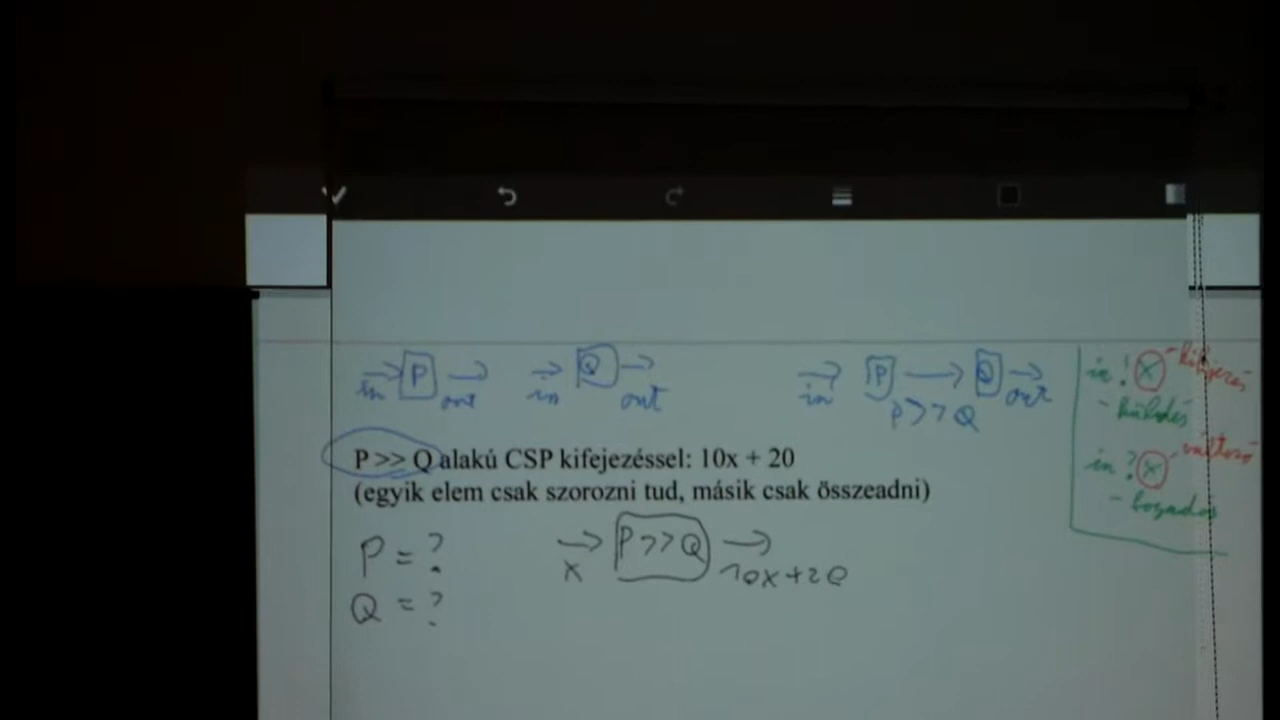 in P out in Q out in P Q out
P>>Q
in!x - kifejezés
- küldés
in?x - változó
- fogadás
P >> Q alakú CSP kifejezéssel: 10x + 20
(egyik elem csak szorozni tud, másik csak összeadni)
P = ?
x P>>Q 10x+20
Q = ?